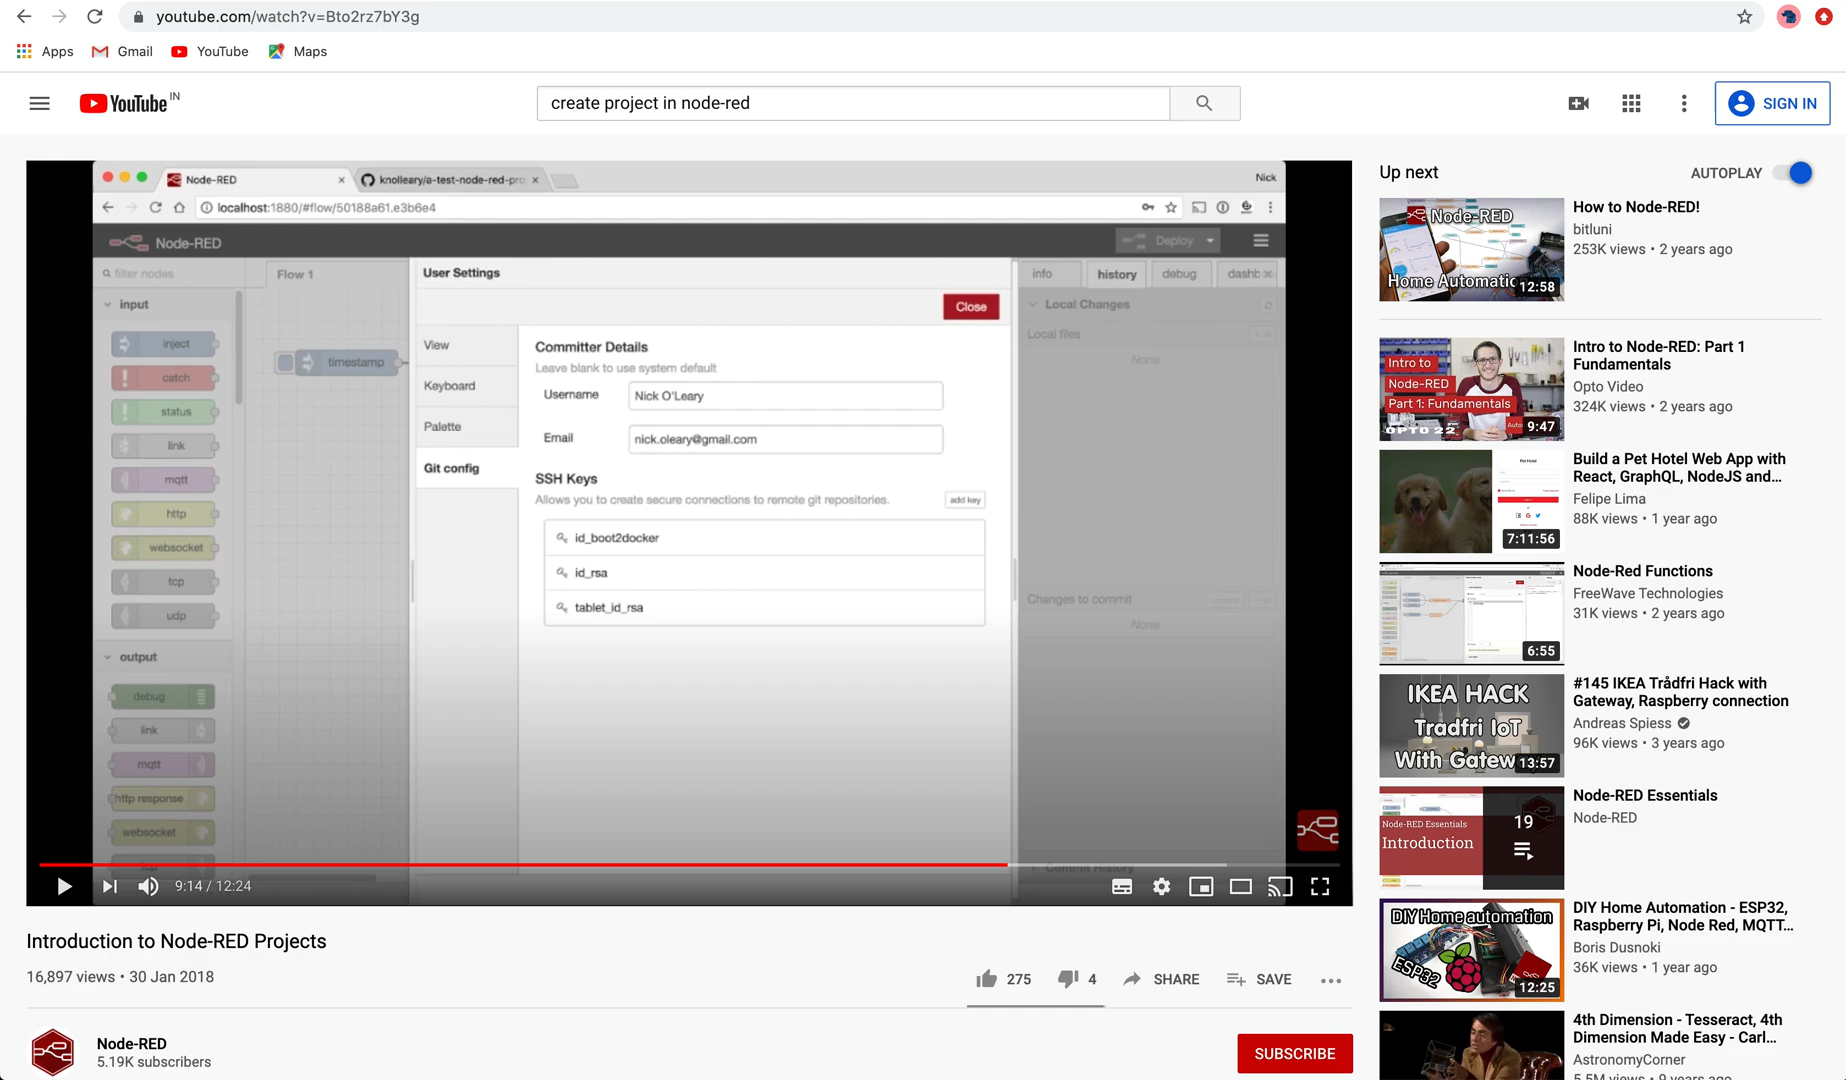 youtube.com/watch?v=Bto2rz7bY3g
Apps Gmail YouTube Maps
YouTube IN
create project in node-red
SIGN IN
Node-RED
knolleary/a-test-node-red-pro
Nick
localhost:1880/#flow/50188a61.e3b6e4
Node-RED
Deploy
filter nodes
Flow 1
User Settings
info history debug dashb
Close
input
inject
catch
status
link
mqtt
http
websocket
tcp
udp
output
debug
link
mqtt
http response
websocket
timestamp
View
Keyboard
Palette
Git config
Committer Details
Leave blank to use system default
Username Nick O'Leary
Email nick.oleary@gmail.com
SSH Keys
Allows you to create secure connections to remote git repositories.
add key
id_boot2docker
id_rsa
tablet_id_rsa
Local Changes
Local files
None
Changes to commit
None
Commit History
9:14 / 12:24
Introduction to Node-RED Projects
16,897 views • 30 Jan 2018
275 4 SHARE SAVE
Node-RED
5.19K subscribers
SUBSCRIBE
Up next
AUTOPLAY
Node-RED
Home Automatic
12:58
How to Node-RED!
bitluni
253K views • 2 years ago
Intro to
Node-RED
Part 1: Fundamentals
OPTO 22
9:47
Intro to Node-RED: Part 1
Fundamentals
Opto Video
324K views • 2 years ago
Pet Hotel
7:11:56
Build a Pet Hotel Web App with
React, GraphQL, NodeJS and...
Felipe Lima
88K views • 1 year ago
6:55
Node-Red Functions
FreeWave Technologies
31K views • 2 years ago
IKEA HACK
Tradfri IoT
With Gatew
13:57
#145 IKEA Trådfri Hack with
Gateway, Raspberry connection
Andreas Spiess
96K views • 3 years ago
Node-RED Essentials
Introduction
19
Node-RED Essentials
Node-RED
DIY Home automation
ESP32
12:25
DIY Home Automation - ESP32,
Raspberry Pi, Node Red, MQTT...
Boris Dusnoki
36K views • 1 year ago
4th Dimension - Tesseract, 4th
Dimension Made Easy - Carl...
AstronomyCorner
5.5M views • 9 years ago